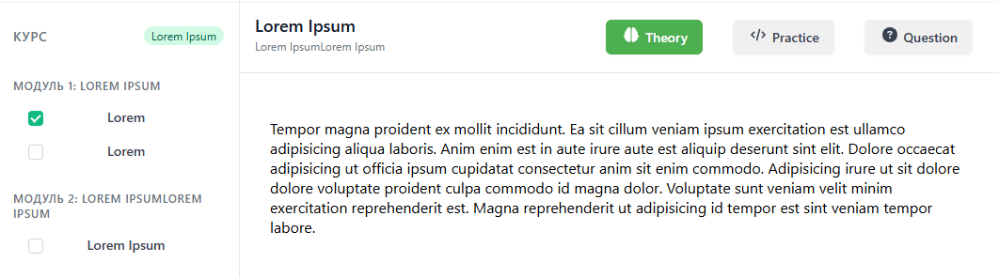 КУРС
Lorem Ipsum
МОДУЛЬ 1: LOREM IPSUM
Lorem
Lorem
МОДУЛЬ 2: LOREM IPSUMLOREM
IPSUM
Lorem Ipsum
Lorem Ipsum
Lorem IpsumLorem Ipsum
Theory
</> Practice
? Question
Tempor magna proident ex mollit incididunt. Ea sit cillum veniam ipsum exercitation est ullamco
adipisicing aliqua laboris. Anim enim est in aute irure aute est aliquip deserunt sint elit. Dolore occaecat
adipisicing ut officia ipsum cupidatat consectetur anim sit enim commodo. Adipisicing irure ut sit dolore
dolore voluptate proident culpa commodo id magna dolor. Voluptate sunt veniam velit minim
exercitation reprehenderit est. Magna reprehenderit ut adipisicing id tempor est sint veniam tempor
labore.